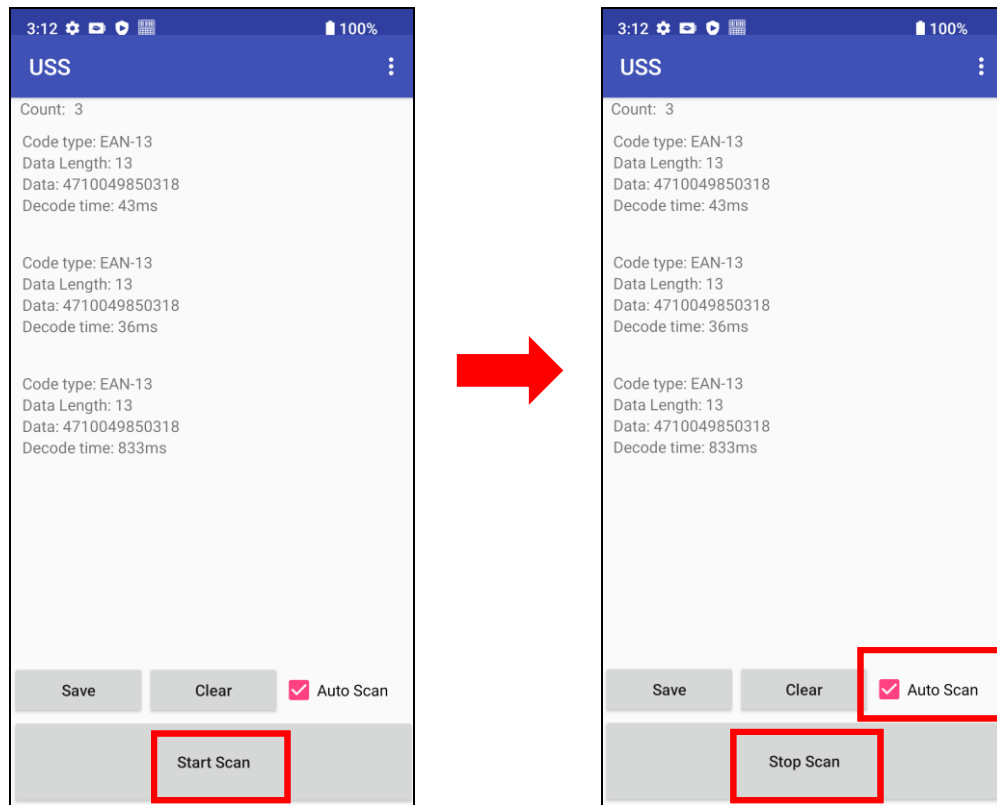 3:12 100%
USS
Count: 3
Code type: EAN-13
Data Length: 13
Data: 4710049850318
Decode time: 43ms
Code type: EAN-13
Data Length: 13
Data: 4710049850318
Decode time: 36ms
Code type: EAN-13
Data Length: 13
Data: 4710049850318
Decode time: 833ms
Save Clear Auto Scan
Start Scan
3:12 100%
USS
Count: 3
Code type: EAN-13
Data Length: 13
Data: 4710049850318
Decode time: 43ms
Code type: EAN-13
Data Length: 13
Data: 4710049850318
Decode time: 36ms
Code type: EAN-13
Data Length: 13
Data: 4710049850318
Decode time: 833ms
Save Clear Auto Scan
Stop Scan